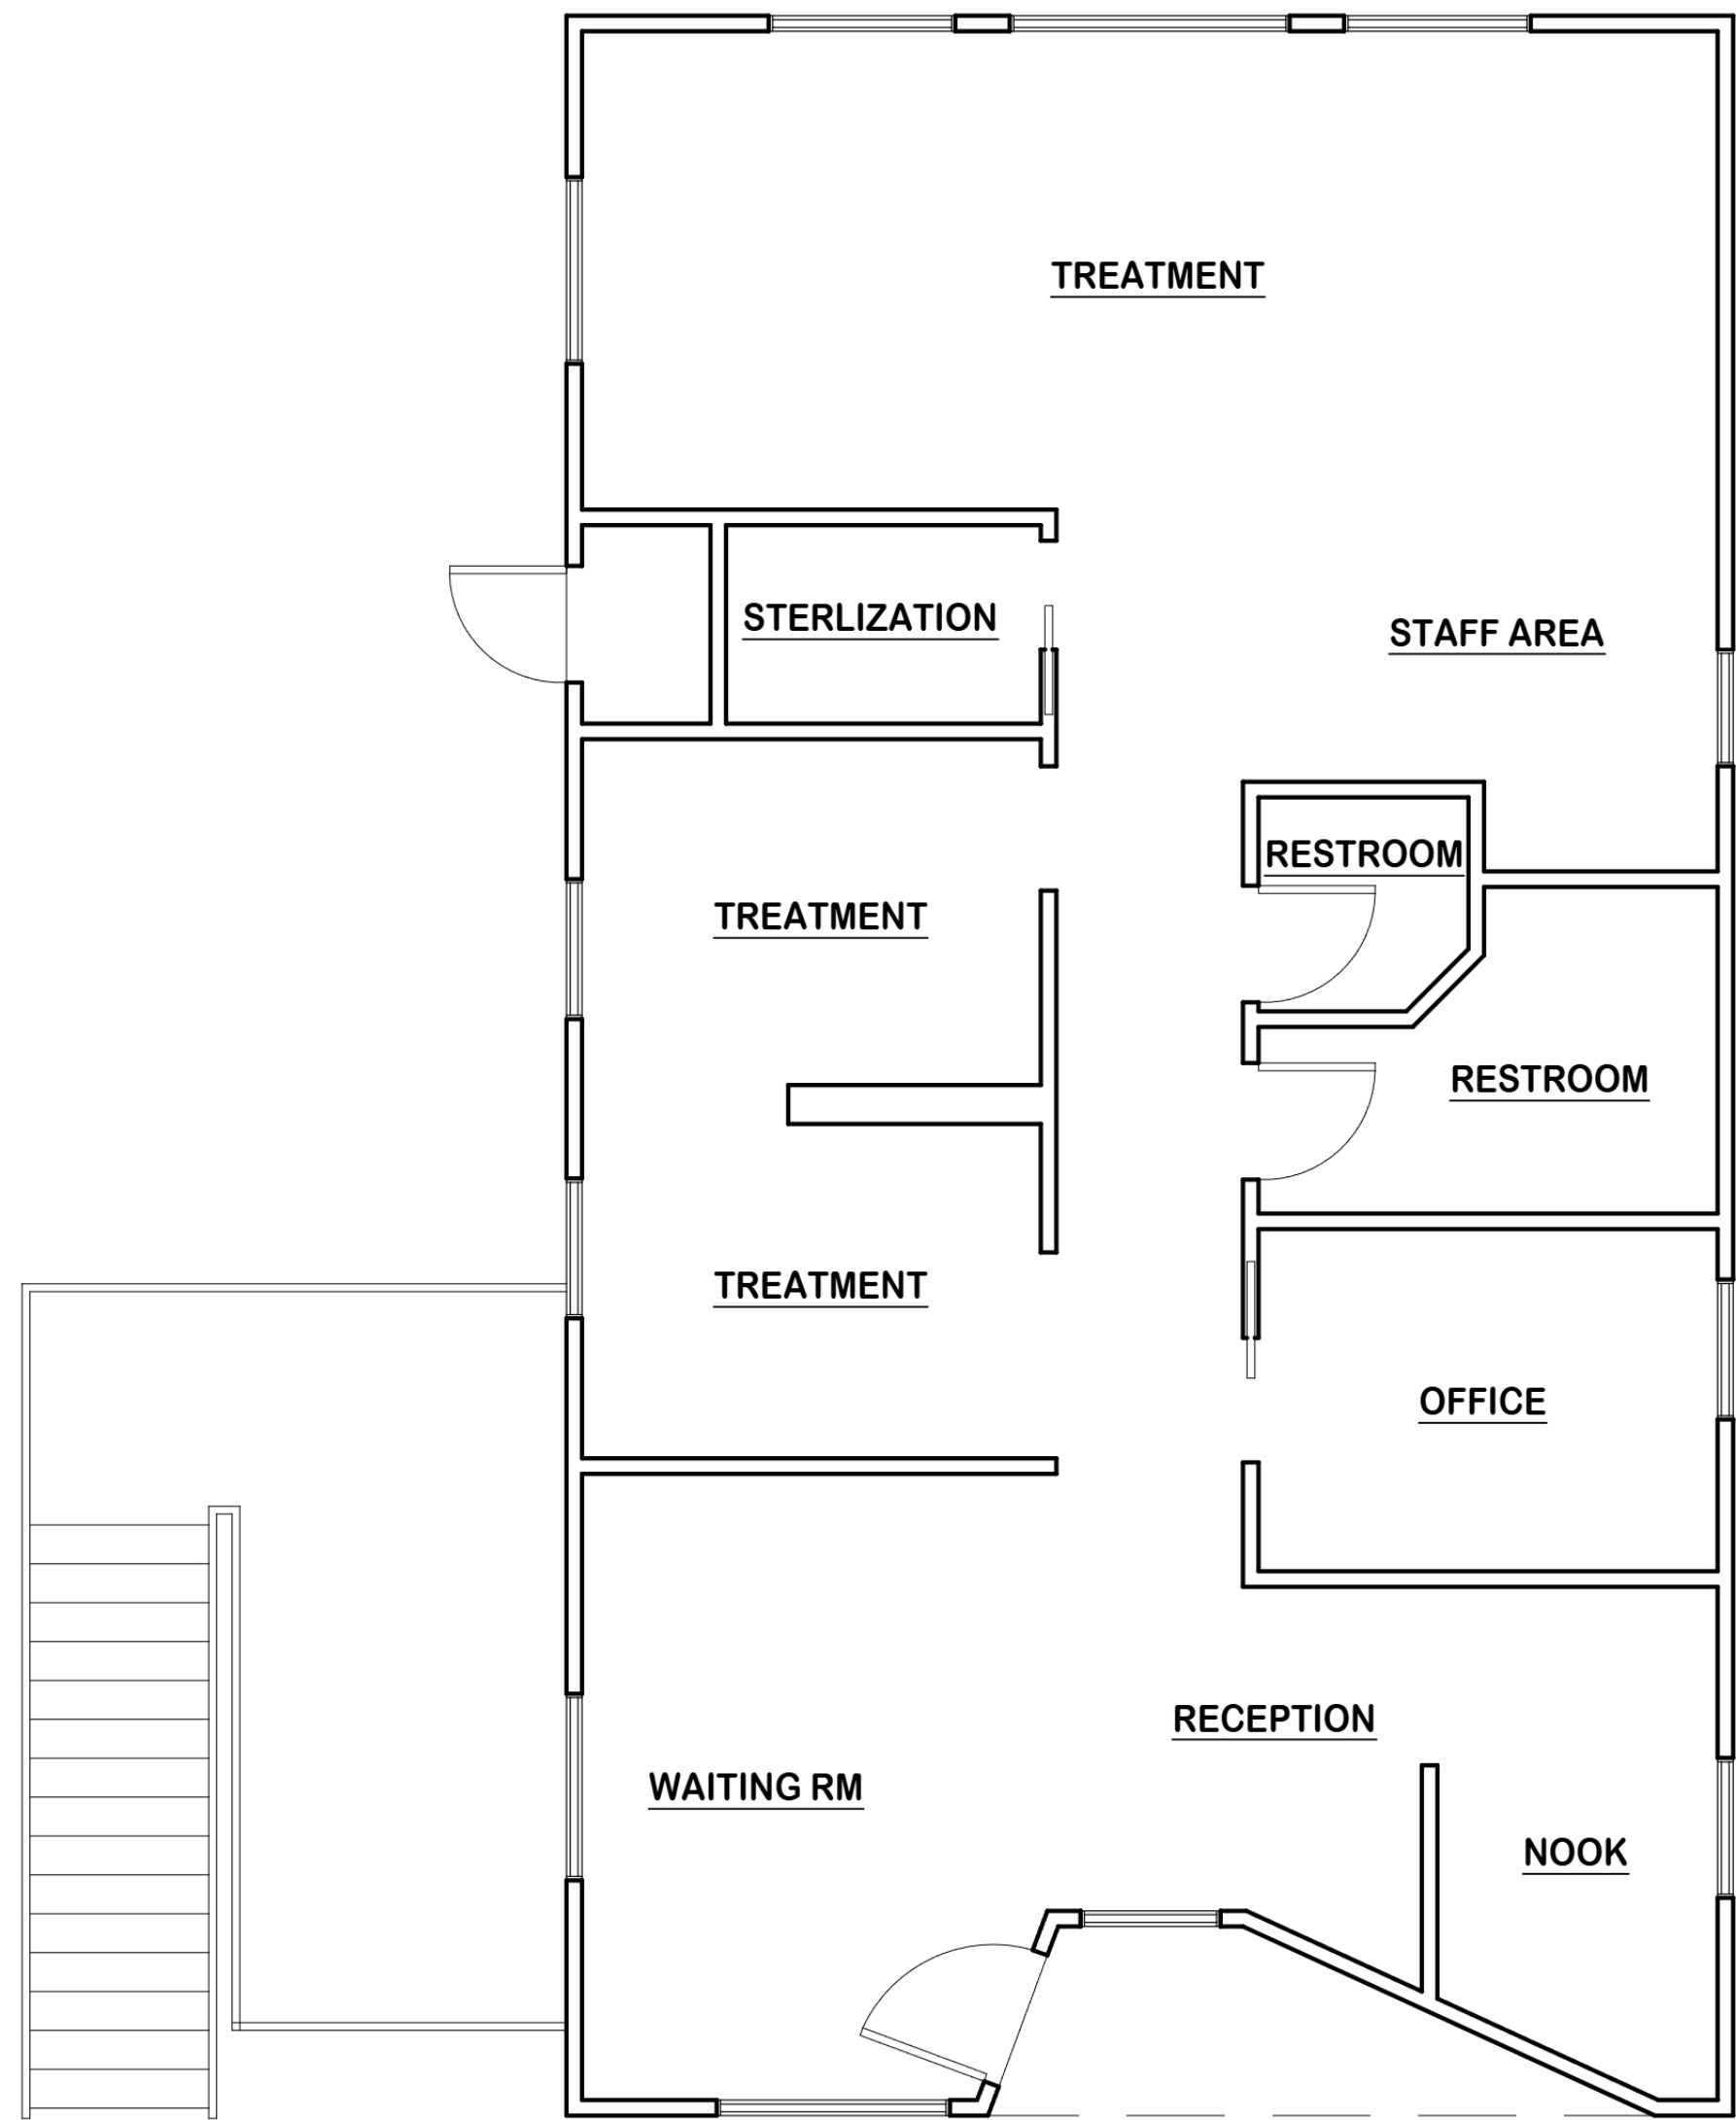 TREATMENT
STERLIZATION
STAFF AREA
RESTROOM
TREATMENT
RESTROOM
TREATMENT
OFFICE
RECEPTION
WAITING RM
NOOK